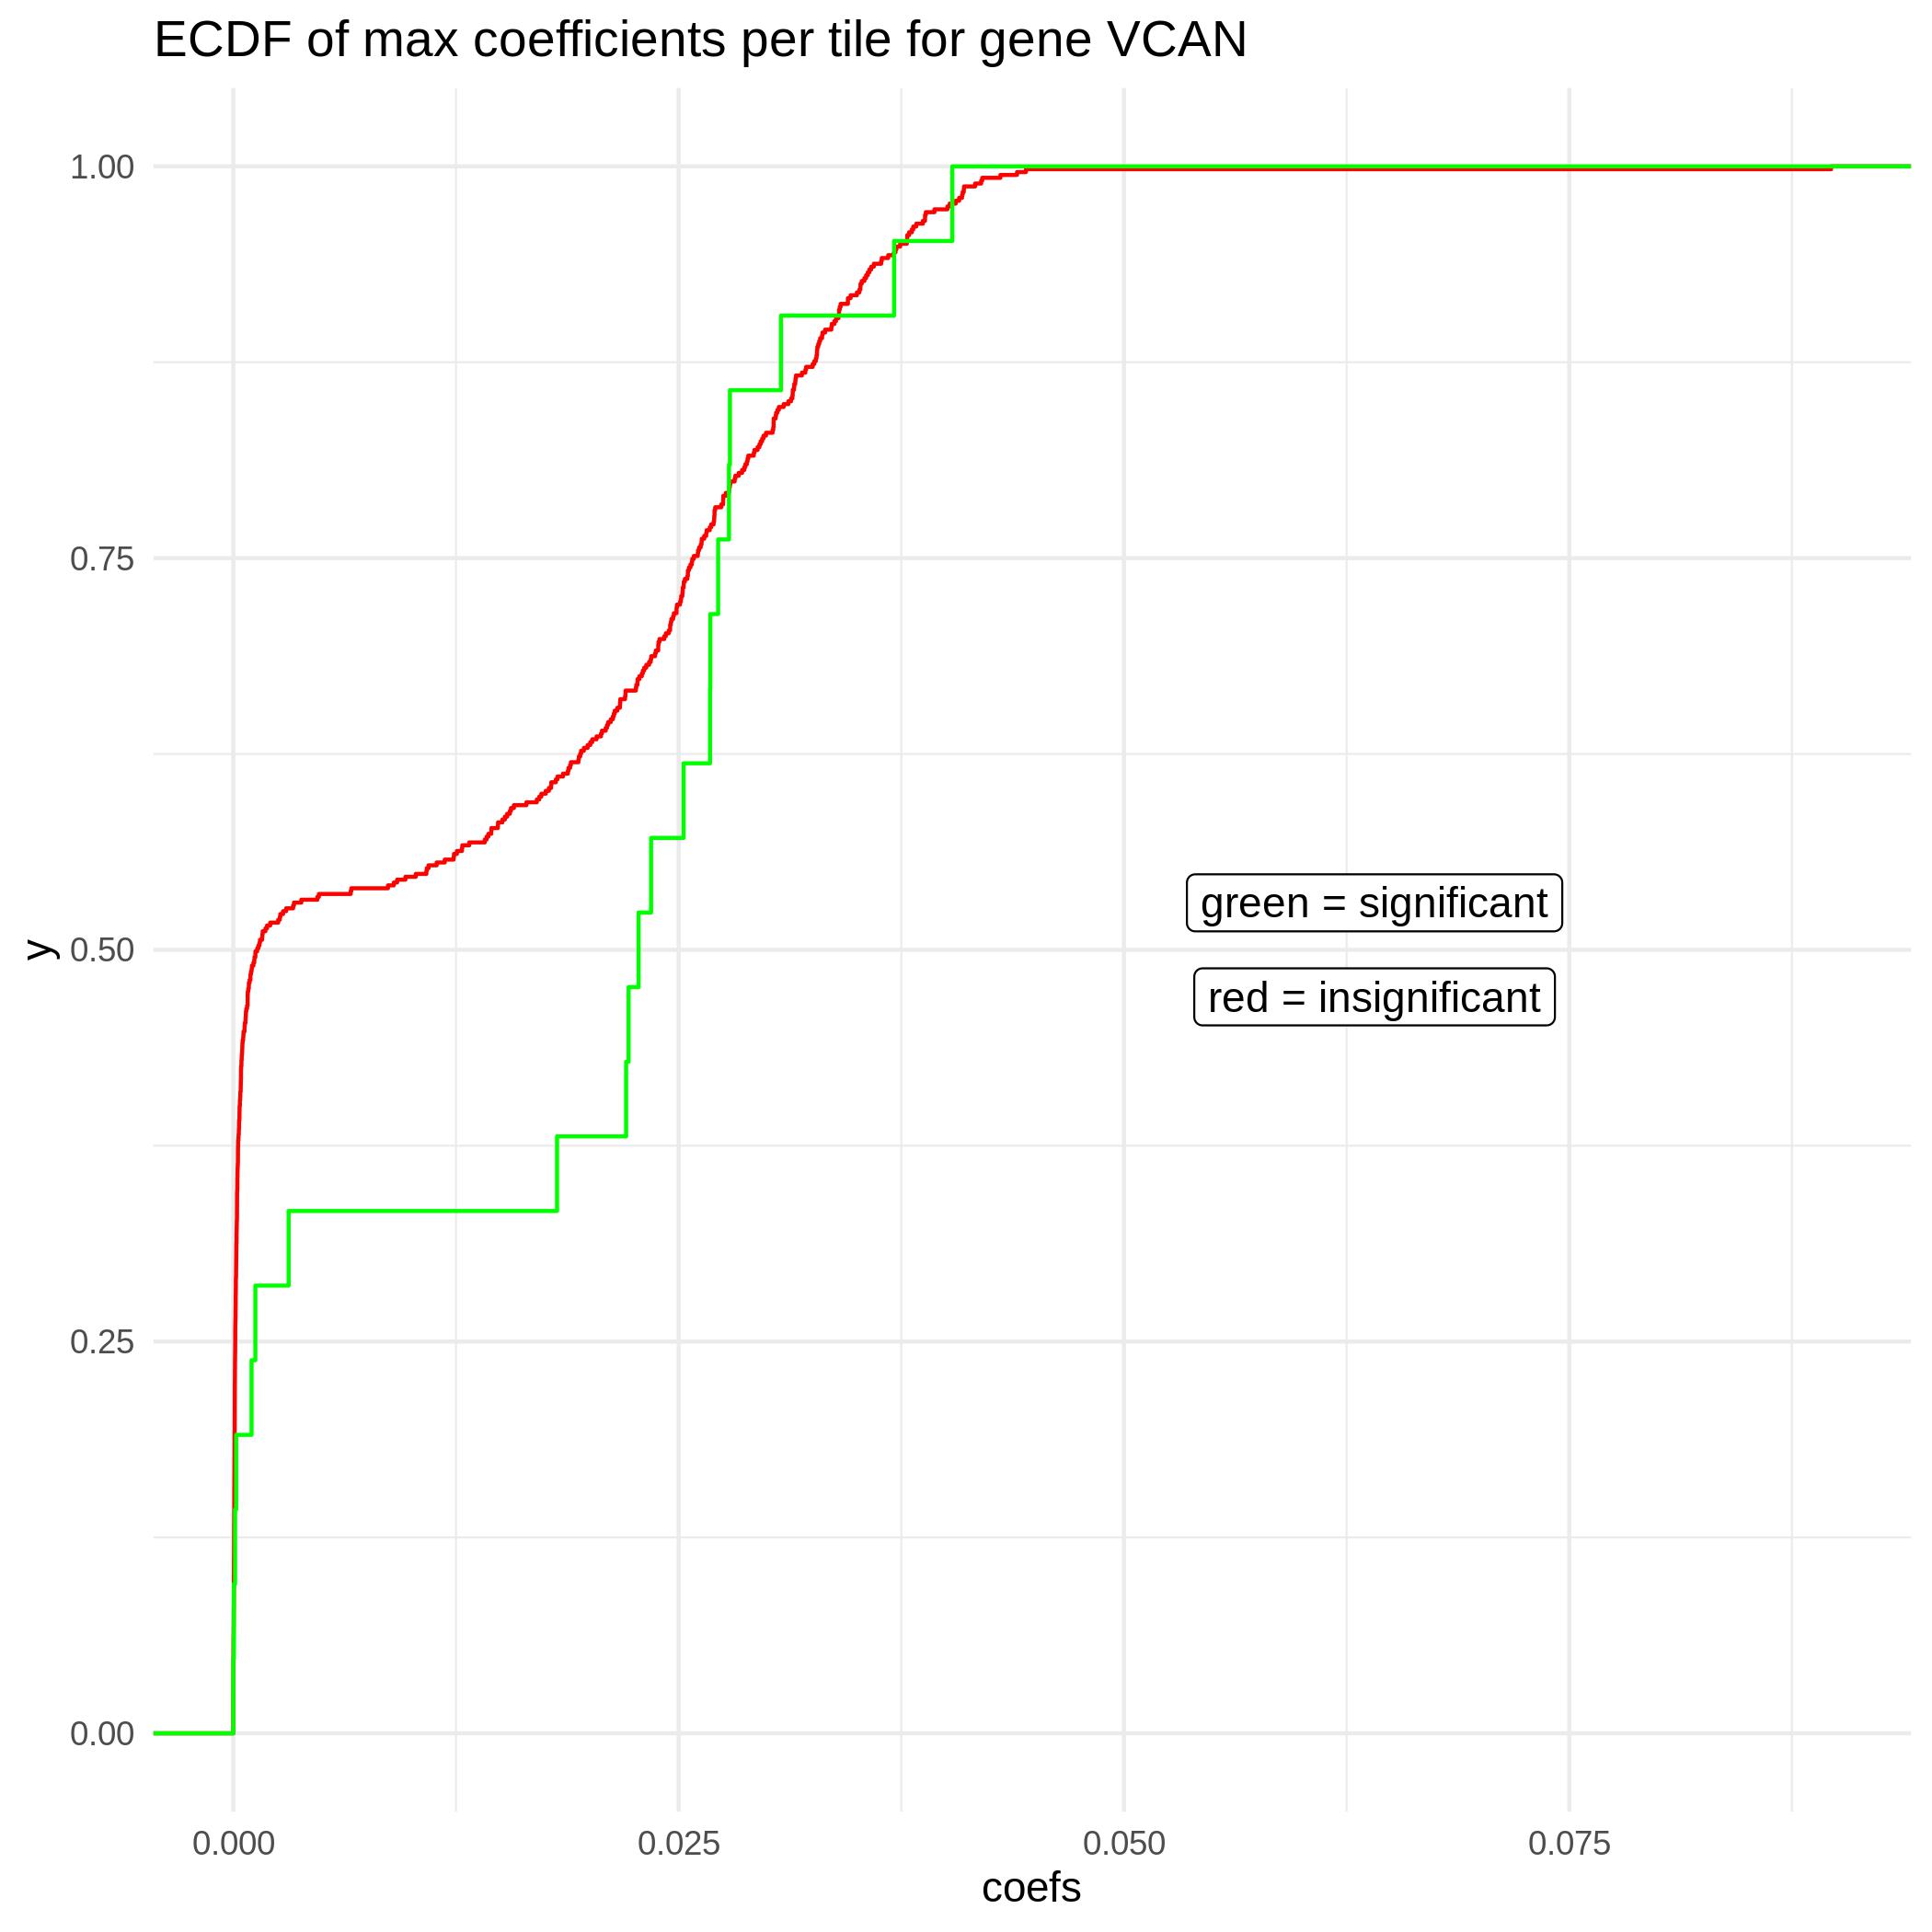 ECDF of max coefficients per tile for gene VCAN
1.00
0.75
green = significant
y
0.50
red = insignificant
0.25
0.00
0.000 0.025 0.050 0.075
coefs